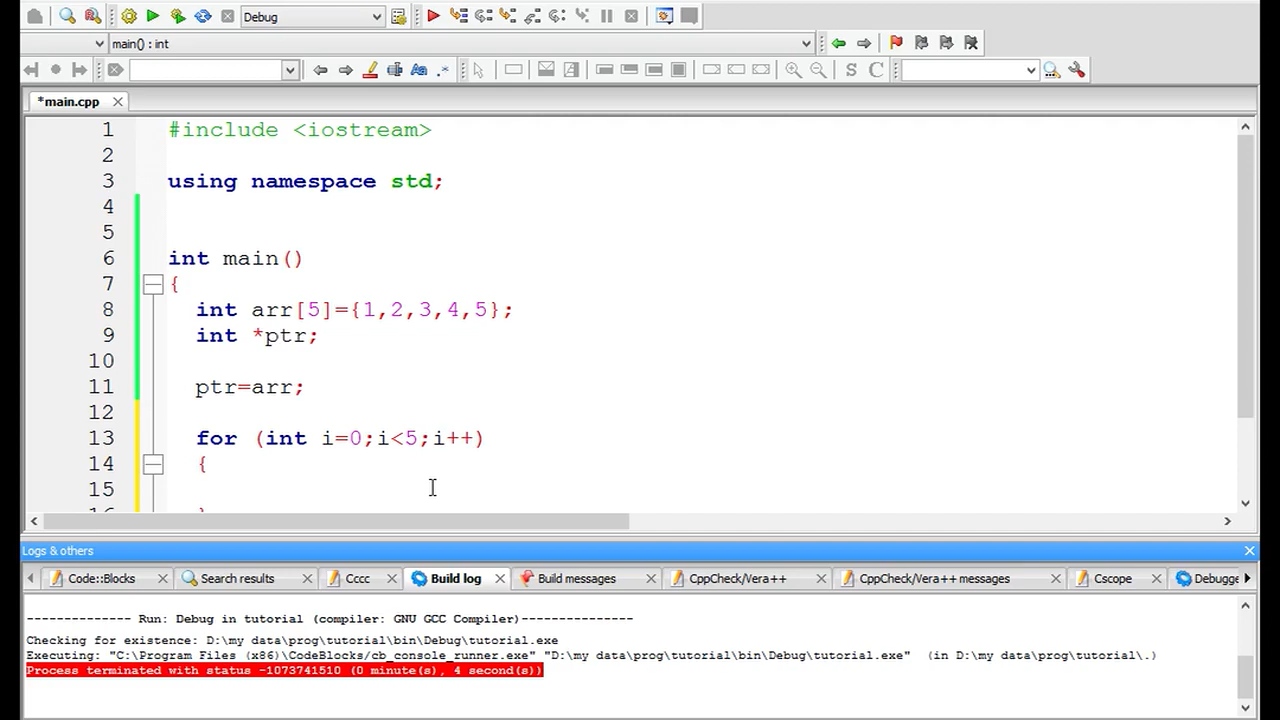 Debug
main() : int
*main.cpp
1 #include <iostream>
2
3 using namespace std;
4
5
6 int main()
7 {
8 int arr[5]={1,2,3,4,5};
9 int *ptr;
10
11 ptr=arr;
12
13 for (int i=0;i<5;i++)
14 {
15
16 }
Logs & others
Code::Blocks Search results Cccc Build log Build messages CppCheck/Vera++ CppCheck/Vera++ messages Cscope Debugge
-------------- Run: Debug in tutorial (compiler: GNU GCC Compiler)---------------
Checking for existence: D:\my data\prog\tutorial\bin\Debug\tutorial.exe
Executing: "C:\Program Files (x86)\CodeBlocks/cb_console_runner.exe" "D:\my data\prog\tutorial\bin\Debug\tutorial.exe"  (in D:\my data\prog\tutorial\.)
Process terminated with status -1073741510 (0 minute(s), 4 second(s))